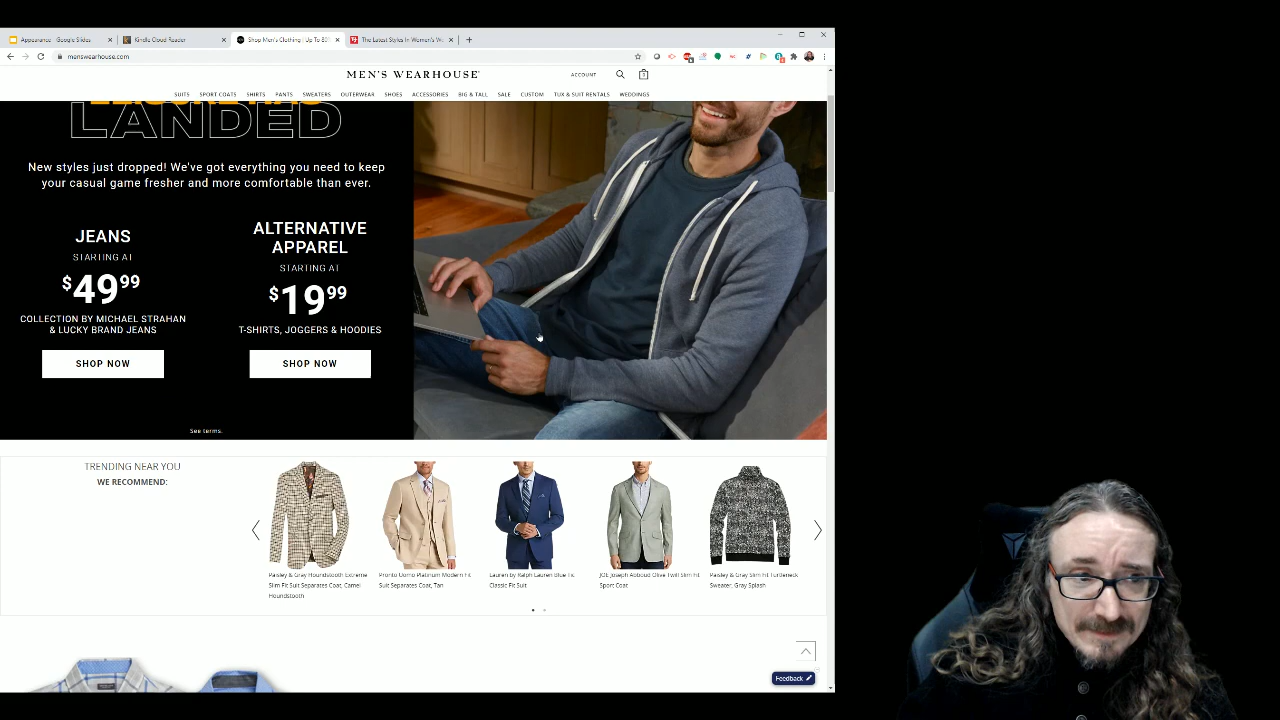 Appearance - Google Slides
Kindle Cloud Reader
Shop Men's Clothing | Up To 80%
The Latest Styles In Women's We
menswearhouse.com
MEN'S WEARHOUSE
ACCOUNT
SUITS SPORT COATS SHIRTS PANTS SWEATERS OUTERWEAR SHOES ACCESSORIES BIG & TALL SALE CUSTOM TUX & SUIT RENTALS WEDDINGS
LANDED
New styles just dropped! We've got everything you need to keep
your casual game fresher and more comfortable than ever.
JEANS
STARTING AT
$49.99
COLLECTION BY MICHAEL STRAHAN
& LUCKY BRAND JEANS
SHOP NOW
ALTERNATIVE
APPAREL
STARTING AT
$19.99
T-SHIRTS, JOGGERS & HOODIES
SHOP NOW
See terms.
TRENDING NEAR YOU
WE RECOMMEND:
Paisley & Gray Houndstooth Extreme
Slim Fit Suit Separates Coat, Camel
Houndstooth
Pronto Uomo Platinum Modern Fit
Suit Separates Coat, Tan
Lauren by Ralph Lauren Blue Fit
Classic Fit Suit
JOE Joseph Abboud Olive Twill Slim Fit
Sport Coat
Paisley & Gray Slim Fit Turtleneck
Sweater, Gray Splash
Feedback